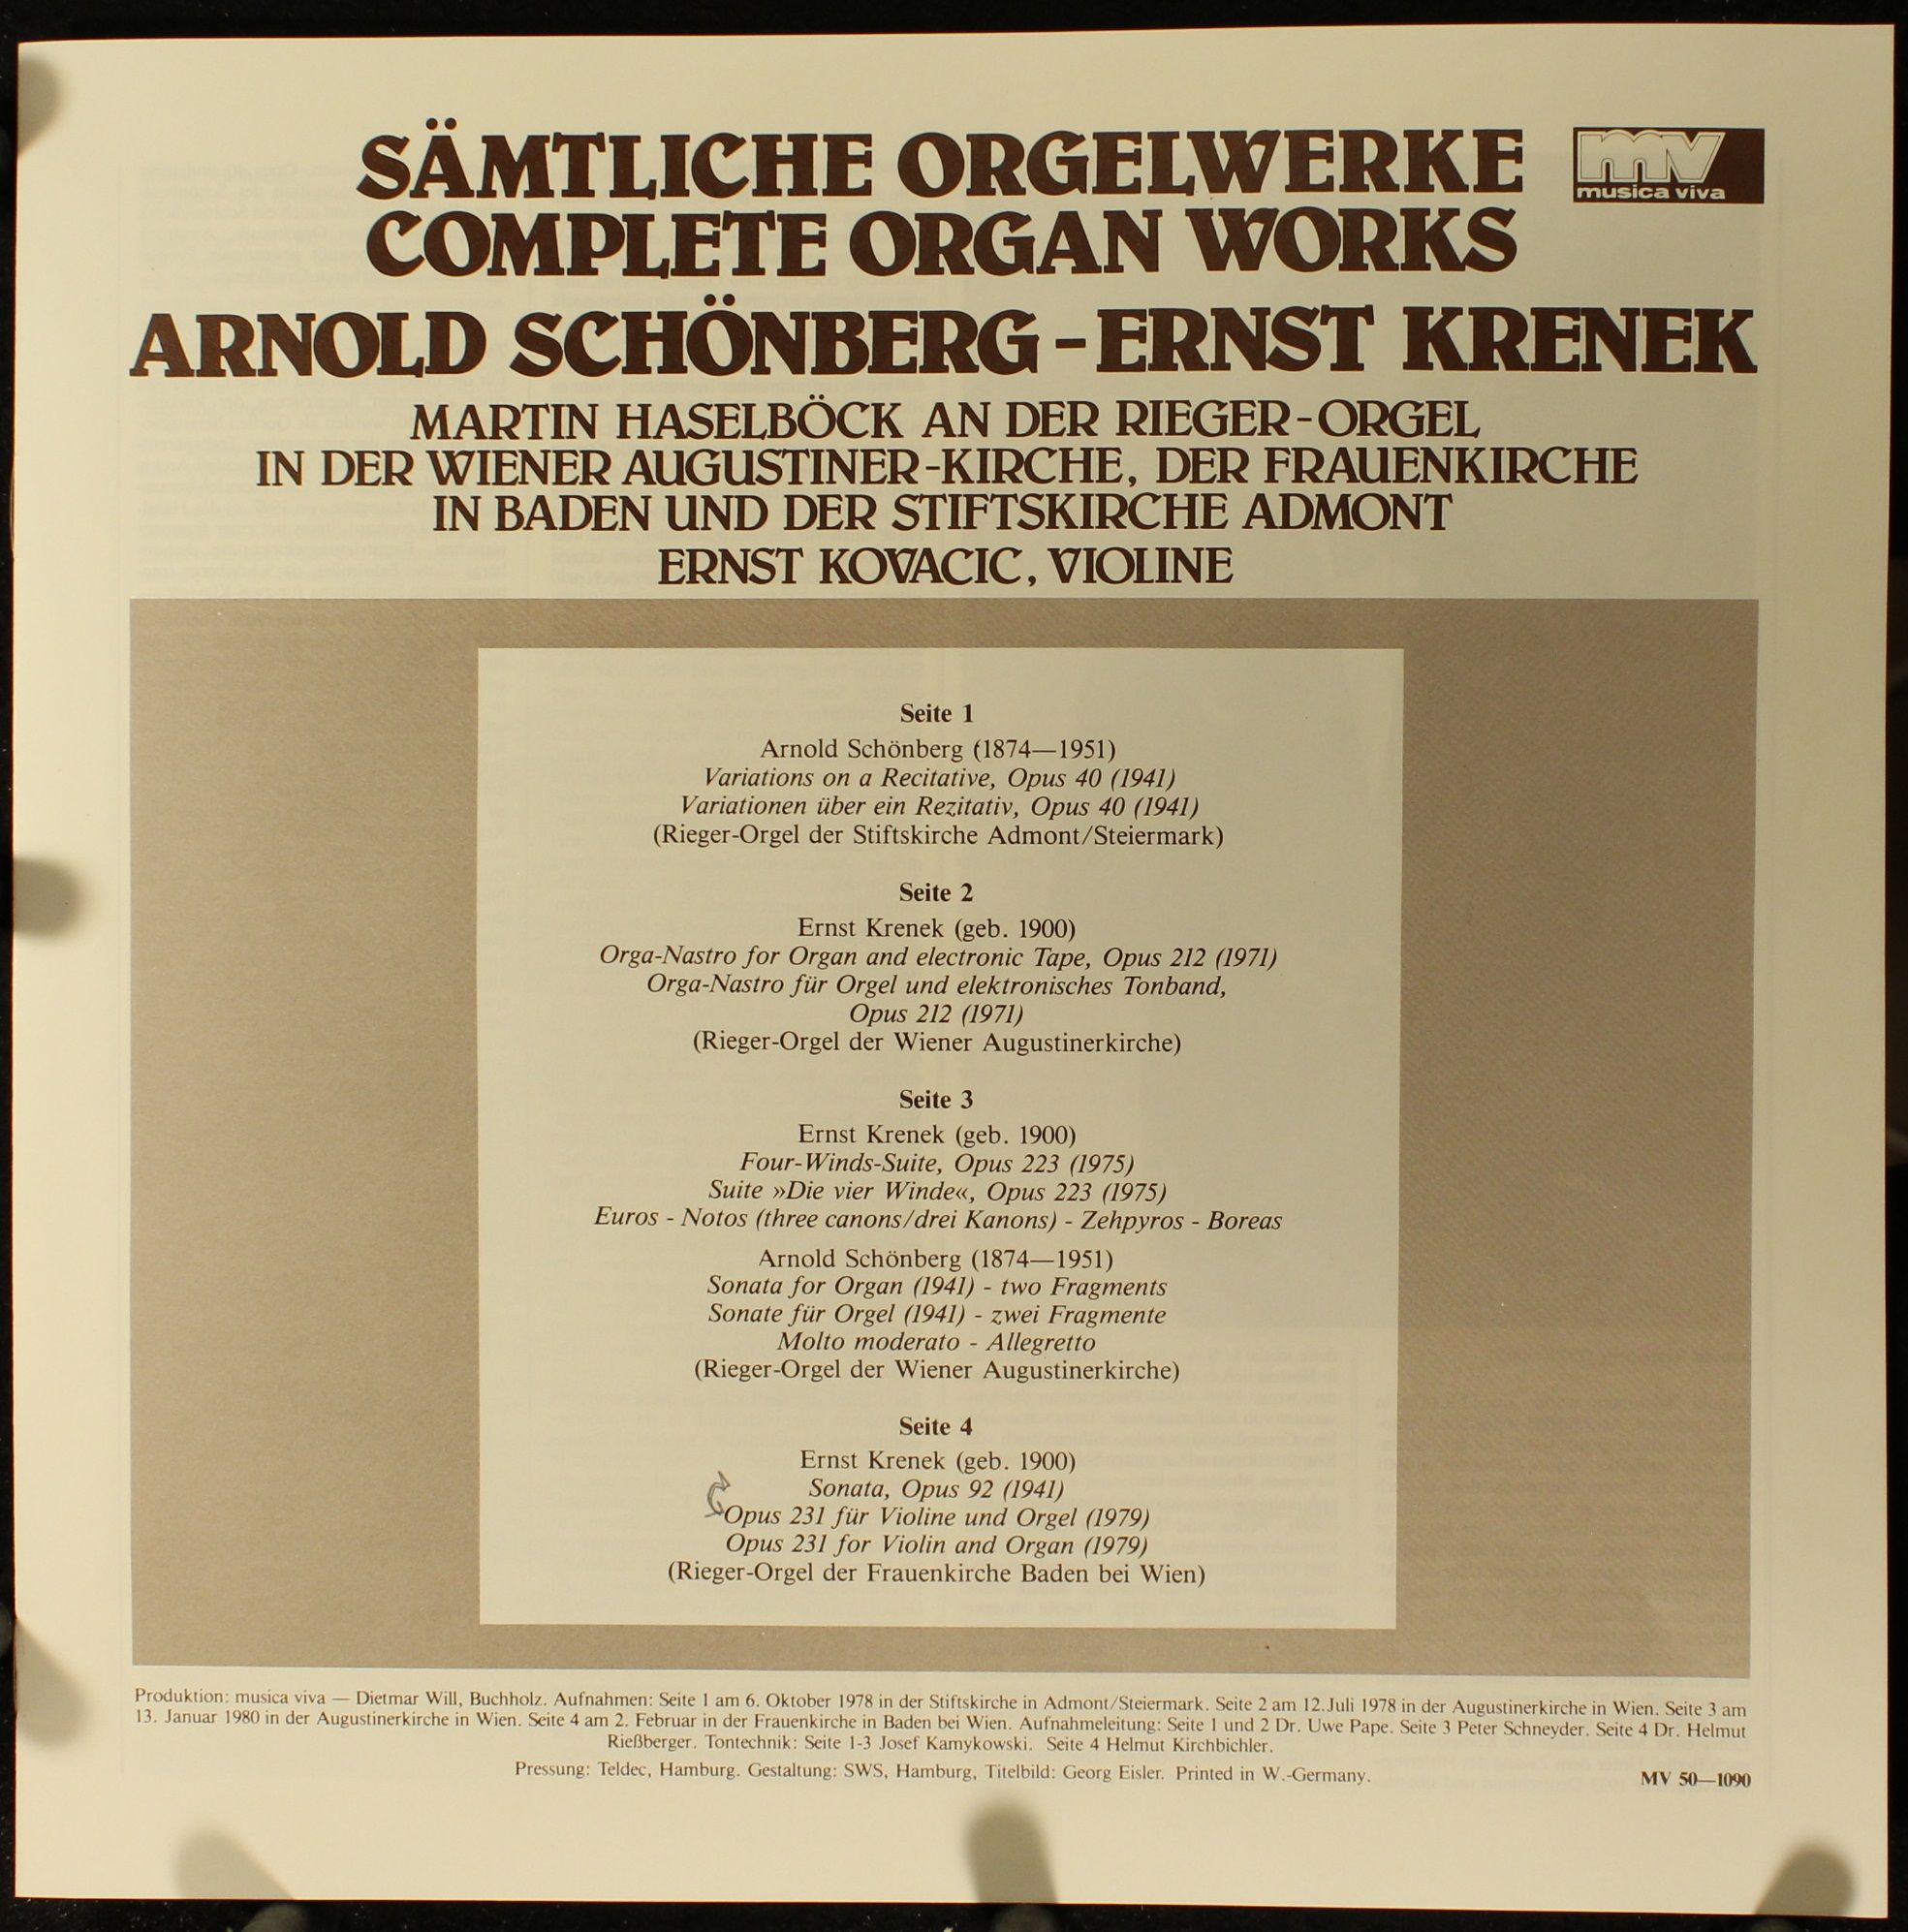 SÄMTLICHE ORGELWERKE
COMPLETE ORGAN WORKS
mv
musica viva
ARNOLD SCHÖNBERG-ERNST KRENEK
MARTIN HASELBÖCK AN DER RIEGER-ORGEL
IN DER WIENER AUGUSTINER-KIRCHE, DER FRAUENKIRCHE
IN BADEN UND DER STIFTSKIRCHE ADMONT
ERNST KOVACIC, VIOLINE
Seite 1
Arnold Schönberg (1874—1951)
Variations on a Recitative, Opus 40 (1941)
Variationen über ein Rezitativ, Opus 40 (1941)
(Rieger-Orgel der Stiftskirche Admont/Steiermark)
Seite 2
Ernst Krenek (geb. 1900)
Orga-Nastro for Organ and electronic Tape, Opus 212 (1971)
Orga-Nastro für Orgel und elektronisches Tonband,
Opus 212 (1971)
(Rieger-Orgel der Wiener Augustinerkirche)
Seite 3
Ernst Krenek (geb. 1900)
Four-Winds-Suite, Opus 223 (1975)
Suite »Die vier Winde«, Opus 223 (1975)
Euros - Notos (three canons/drei Kanons) - Zehpyros - Boreas
Arnold Schönberg (1874—1951)
Sonata for Organ (1941) - two Fragments
Sonate für Orgel (1941) - zwei Fragmente
Molto moderato - Allegretto
(Rieger-Orgel der Wiener Augustinerkirche)
Seite 4
Ernst Krenek (geb. 1900)
Sonata, Opus 92 (1941)
Opus 231 für Violine und Orgel (1979)
Opus 231 for Violin and Organ (1979)
(Rieger-Orgel der Frauenkirche Baden bei Wien)
Produktion: musica viva — Dietmar Will, Buchholz. Aufnahmen: Seite 1 am 6. Oktober 1978 in der Stiftskirche in Admont/Steiermark. Seite 2 am 12.Juli 1978 in der Augustinerkirche in Wien. Seite 3 am
13. Januar 1980 in der Augustinerkirche in Wien. Seite 4 am 2. Februar in der Frauenkirche in Baden bei Wien. Aufnahmeleitung: Seite 1 und 2 Dr. Uwe Pape. Seite 3 Peter Schneyder. Seite 4 Dr. Helmut
Rießberger. Tontechnik: Seite 1-3 Josef Kamykowski. Seite 4 Helmut Kirchbichler.
Pressung: Teldec, Hamburg. Gestaltung: SWS, Hamburg, Titelbild: Georg Eisler. Printed in W.-Germany.
MV 50—1090